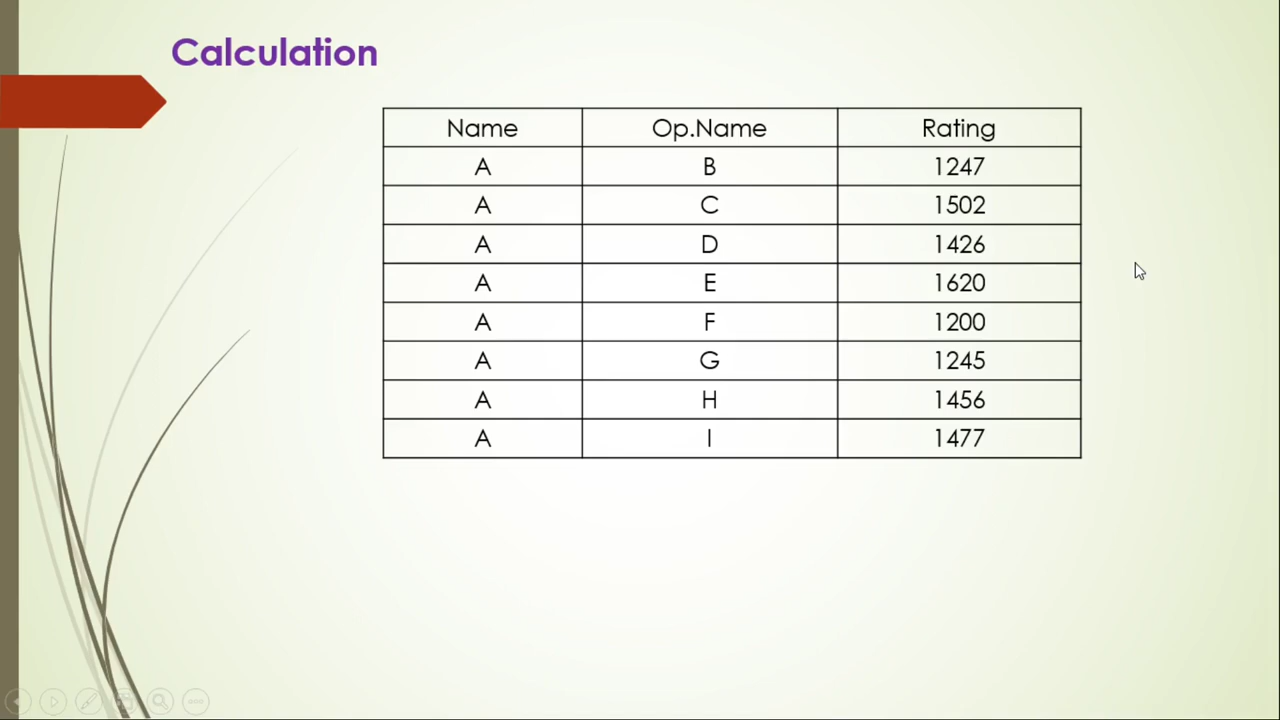 Calculation
Name Op.Name Rating
A B 1247
A C 1502
A D 1426
A E 1620
A F 1200
A G 1245
A H 1456
A I 1477